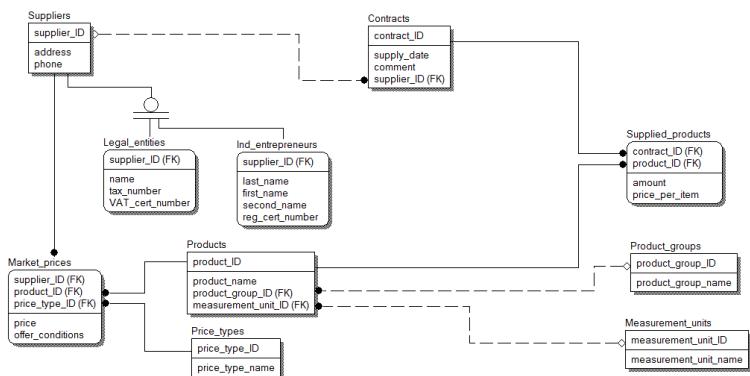 Suppliers
supplier_ID
address
phone
Contracts
contract_ID
supply_date
comment
supplier_ID (FK)
Legal_entities
supplier_ID (FK)
name
tax_number
VAT_cert_number
Ind_entrepreneurs
supplier_ID (FK)
last_name
first_name
second_name
reg_cert_number
Supplied_products
contract_ID (FK)
product_ID (FK)
amount
price_per_item
Market_prices
supplier_ID (FK)
product_ID (FK)
price_type_ID (FK)
price
offer_conditions
Products
product_ID
product_name
product_group_ID (FK)
measurement_unit_ID (FK)
Product_groups
product_group_ID
product_group_name
Price_types
price_type_ID
price_type_name
Measurement_units
measurement_unit_ID
measurement_unit_name